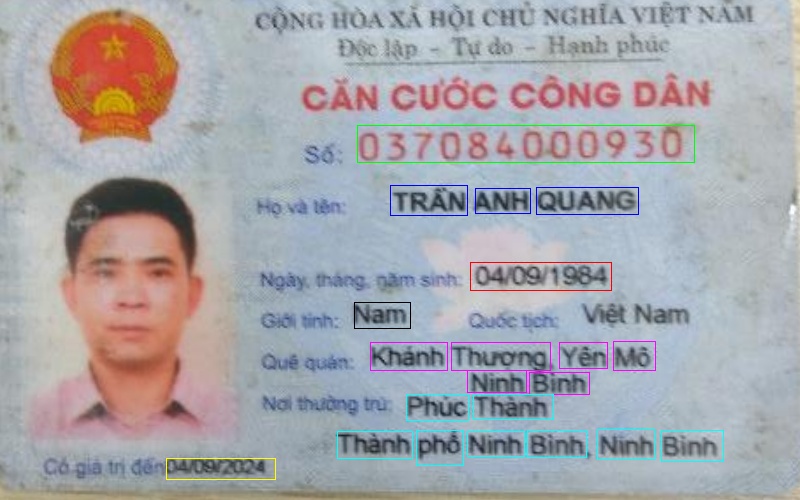 CỘNG HÒA XÃ HỘI CHỦ NGHĨA VIỆT NAM
Độc lập - Tự do - Hạnh phúc
CĂN CƯỚC CÔNG DÂN
Số: 037084000930
Họ và tên: TRẦN ANH QUANG
Ngày, tháng, năm sinh: 04/09/1984
Giới tính: Nam Quốc tịch: Việt Nam
Quê quán: Khánh Thượng, Yên Mô
Ninh Bình
Nơi thường trú: Phúc Thành
Thành phố Ninh Bình, Ninh Bình
Có giá trị đến 04/09/2024